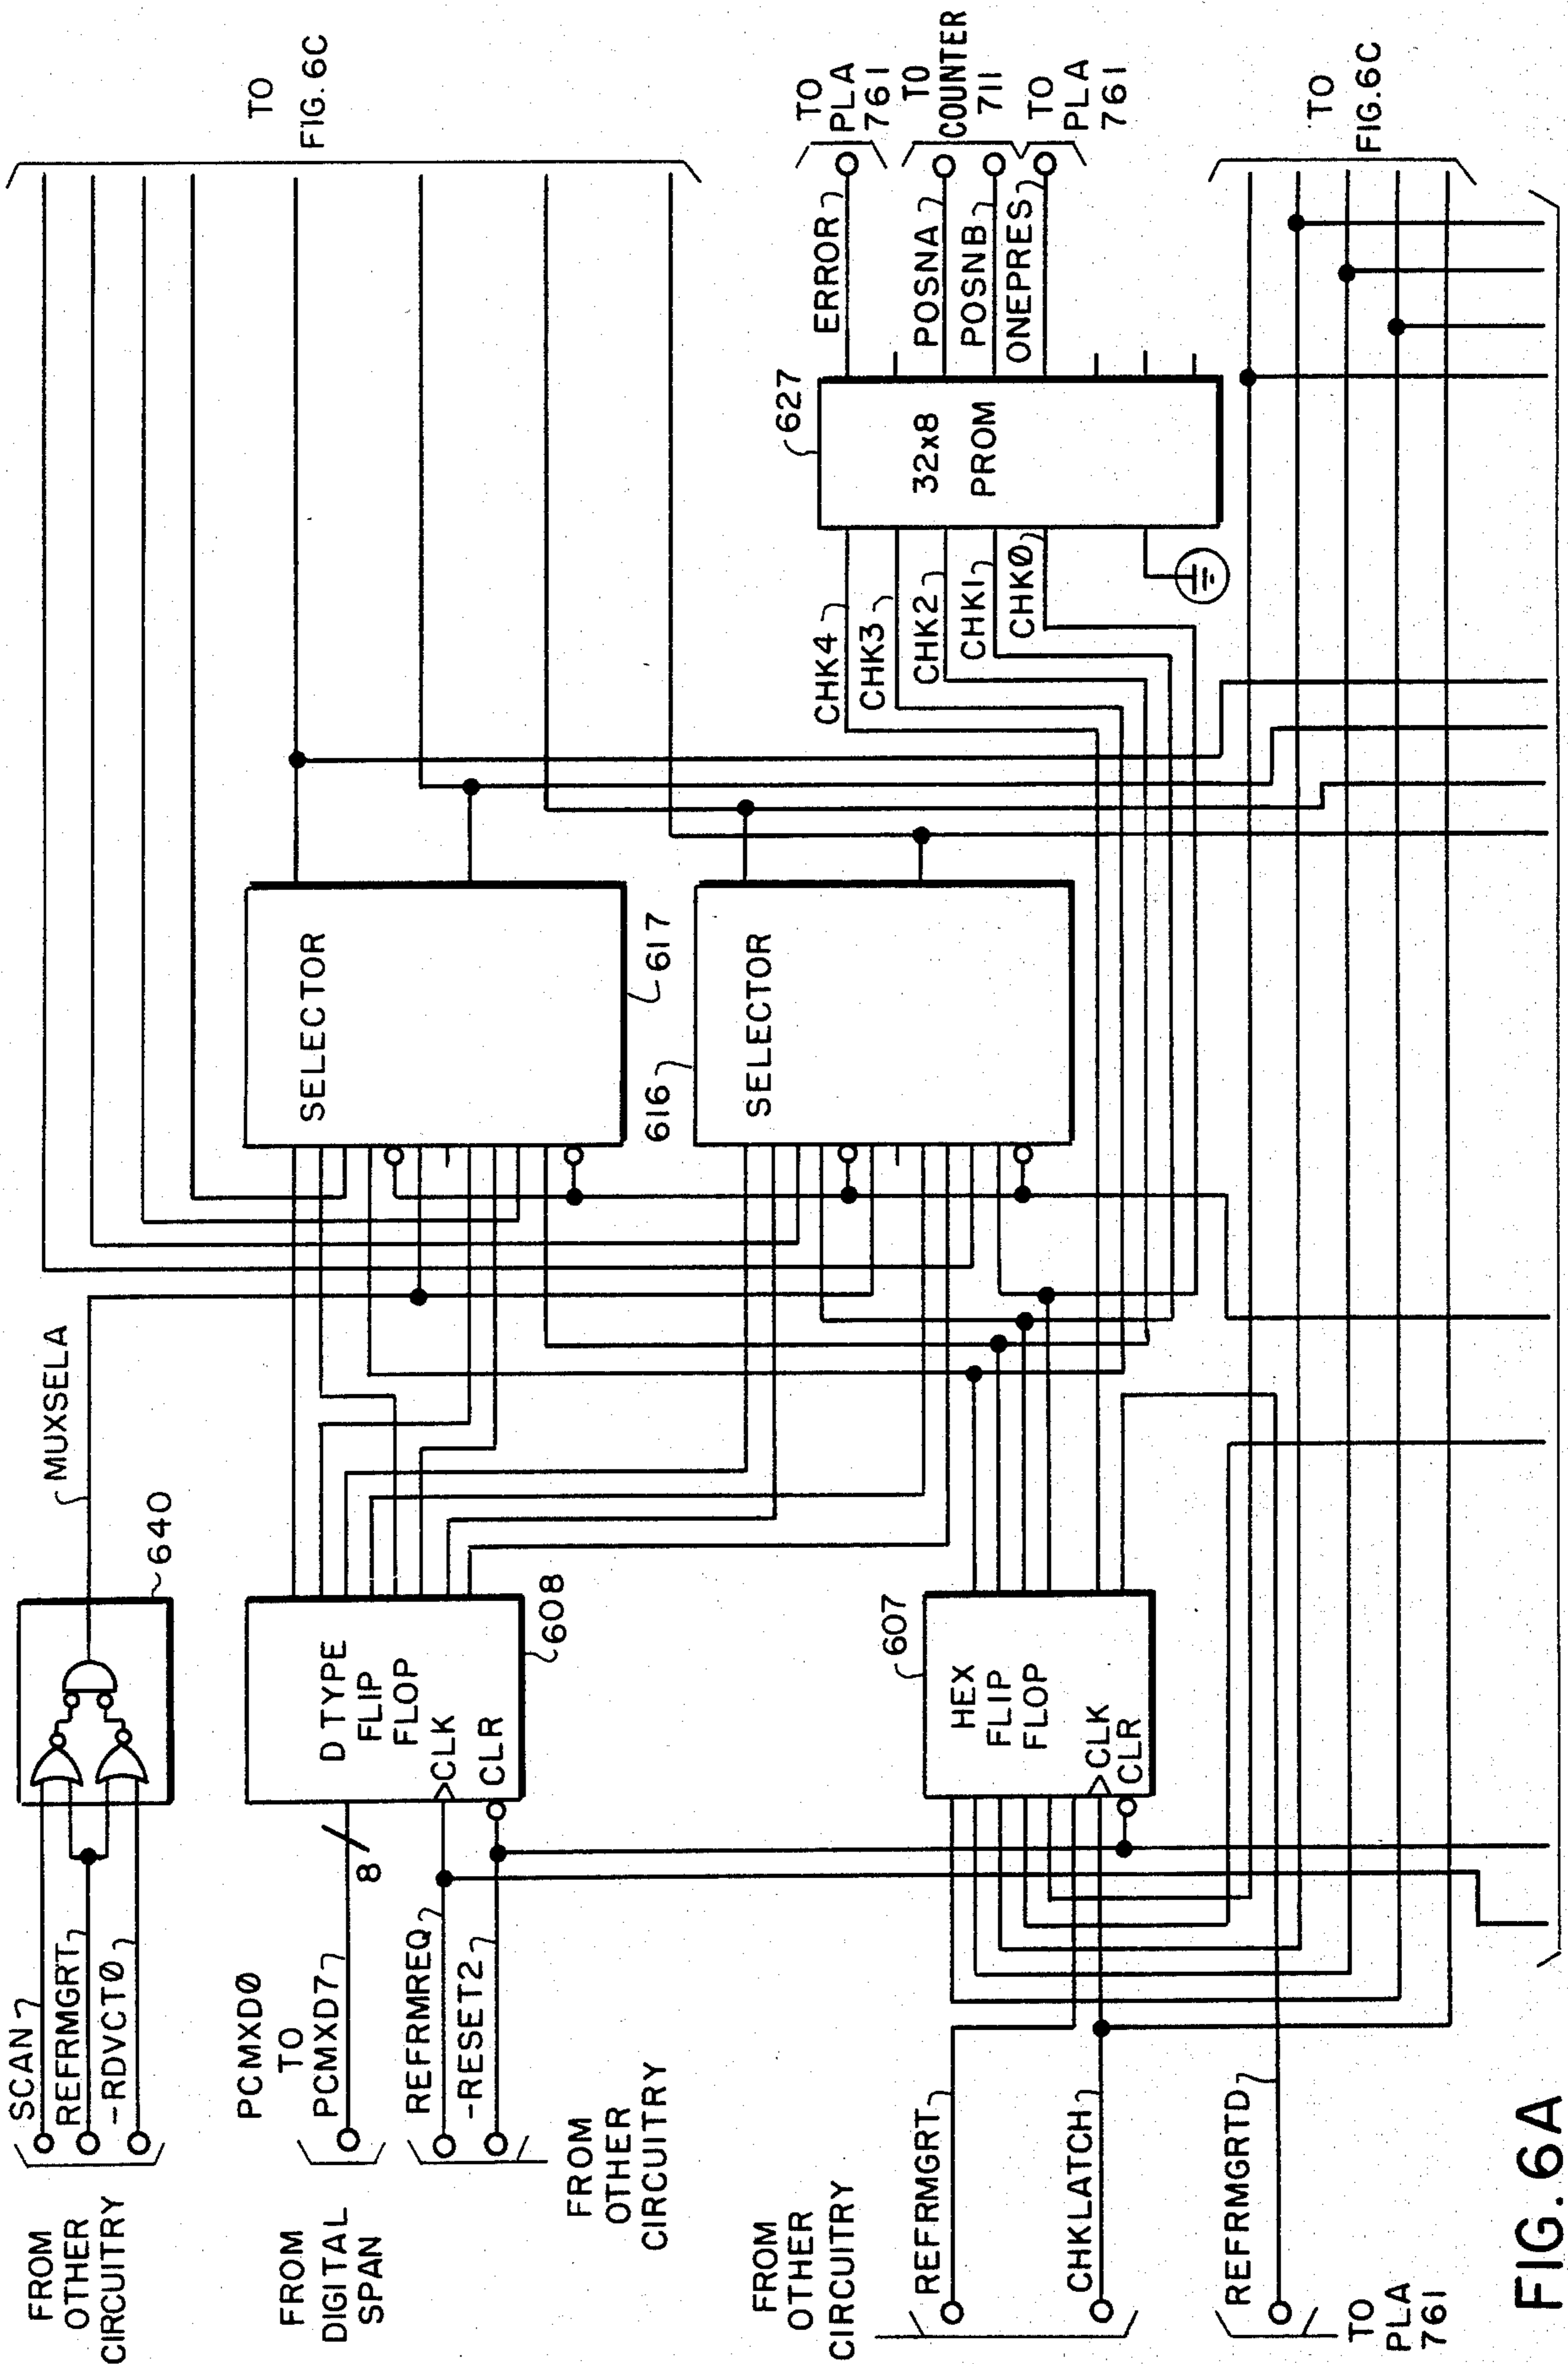 FROM
OTHER
CIRCUITRY
SCAN
REFRMGRT
-RDVCTØ
640
MUXSELA
TO
FIG. 6C
FROM
DIGITAL
SPAN
PCMXDØ
TO
PCMXD7
8
REFRMREQ
-RESET2
FROM
OTHER
CIRCUITRY
D TYPE
FLIP
FLOP
CLK
CLR
608
SELECTOR
617
616
SELECTOR
627
32x8
PROM
CHK4
CHK3
CHK2
CHK1
CHKØ
ERROR
POSNA
POSNB
ONEPRES
TO
PLA
761
TO
COUNTER
711
TO
PLA
761
FROM
OTHER
CIRCUITRY
REFRMGRT
CHKLATCH
607
HEX
FLIP
FLOP
CLK
CLR
REFRMGRTD
TO
PLA
761
TO
FIG.6C
FIG. 6A